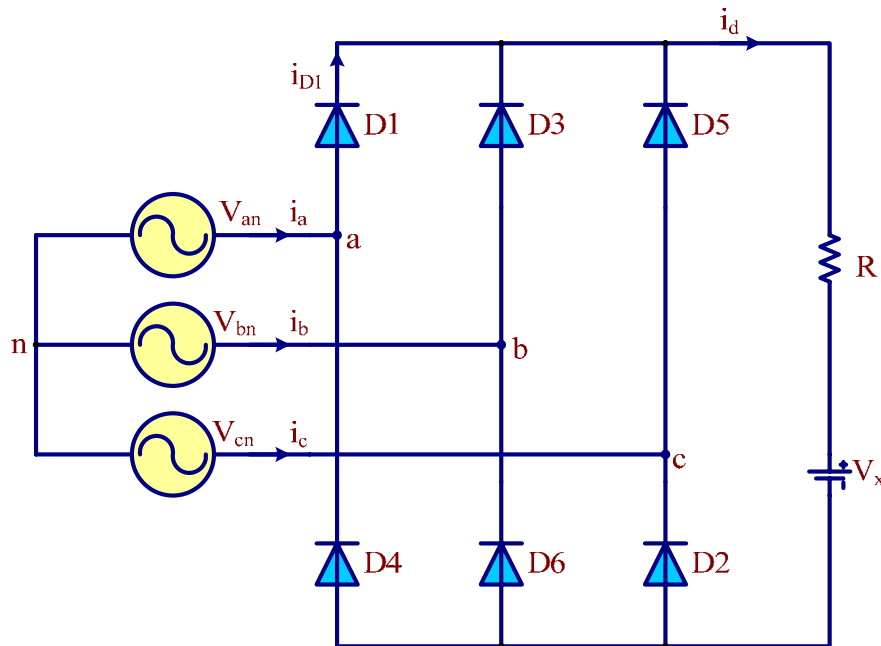 i_d
i_D1
D1
D3
D5
V_an
i_a
a
R
V_bn
i_b
n
b
V_cn
i_c
c
V_x
D4
D6
D2